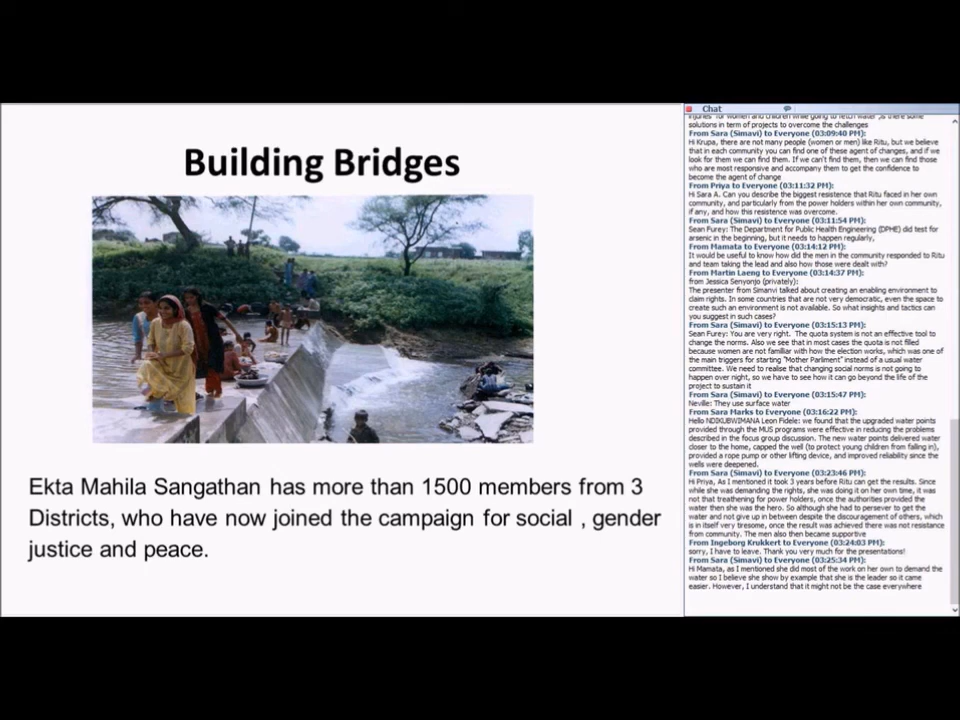 Building Bridges
Ekta Mahila Sangathan has more than 1500 members from 3
Districts, who have now joined the campaign for social , gender
justice and peace.
Chat
solutions in term of projects to overcome the challenges
From Sara (Simavi) to Everyone (03:09:40 PM):
Hi Krupa, there are not many people (women or men) like Ritu, but we believe
that in each community you can find one of these agent of changes, and if we
look for them we can find them. If we can't find them, then we can find those
who are most responsive and accompany them to get the confidence to
become the agent of change
From Priya to Everyone (03:11:32 PM):
Hi Sara A. Can you describe the biggest resistence that Ritu faced in her own
community, and particularly from the power holders within her own community,
if any, and how this resistence was overcome.
From Sara (Simavi) to Everyone (03:11:54 PM):
Sean Furey: The Department for Public Health Engineering (DPHE) did test for
arsenic in the beginning, but it needs to happen regularly,
From Mamata to Everyone (03:14:12 PM):
It would be useful to know how did the men in the community responded to Ritu
and team taking the lead and also how those were dealt with?
From Martin Laeng to Everyone (03:14:37 PM):
from Jessica Senyonjo (privately):
The presenter from Simanvi talked about creating an enabling environment to
claim rights. In some countries that are not very democratic, even the space to
create such an environment is not available. So what insights and tactics can
you suggest in such cases?
From Sara (Simavi) to Everyone (03:15:13 PM):
Sean Furey: You are very right. The quota system is not an effective tool to
change the norms. Also we see that in most cases the quota is not filled
because women are not familiar with how the election works, which was one of
the main triggers for starting "Mother Parliment" instead of a usual water
committee. We need to realise that changing social norms is not going to
happen over night, so we have to see how it can go beyond the life of the
project to sustain it
From Sara (Simavi) to Everyone (03:15:47 PM):
Neville: They use surface water
From Sara Marks to Everyone (03:16:22 PM):
Hello NDIKUBWIMANA Leon Fidele: we found that the upgraded water points
provided through the MUS programs were effective in reducing the problems
described in the focus group discussion. The new water points delivered water
closer to the home, capped the well (to protect young children from falling in),
provided a rope pump or other lifting device, and improved reliability since the
wells were deepened.
From Sara (Simavi) to Everyone (03:23:46 PM):
Hi Priya, As I mentioned it took 3 years before Ritu can get the results. Since
while she was demanding the rights, she was doing it on her own time, it was
not that treathening for power holders, once the authorities provided the
water then she was the hero. So although she had to persever to get the
water and not give up in between despite the discouragement of others, which
is in itself very tresome, once the result was achieved there was not resistance
from community. The men also then became supportive
From Ingeborg Krukkert to Everyone (03:24:03 PM):
sorry, I have to leave. Thank you very much for the presentations!
From Sara (Simavi) to Everyone (03:25:34 PM):
Hi Mamata, as I mentioned she did most of the work on her own to demand the
water so I believe she show by example that she is the leader so it came
easier. However, I understand that it might not be the case everywhere